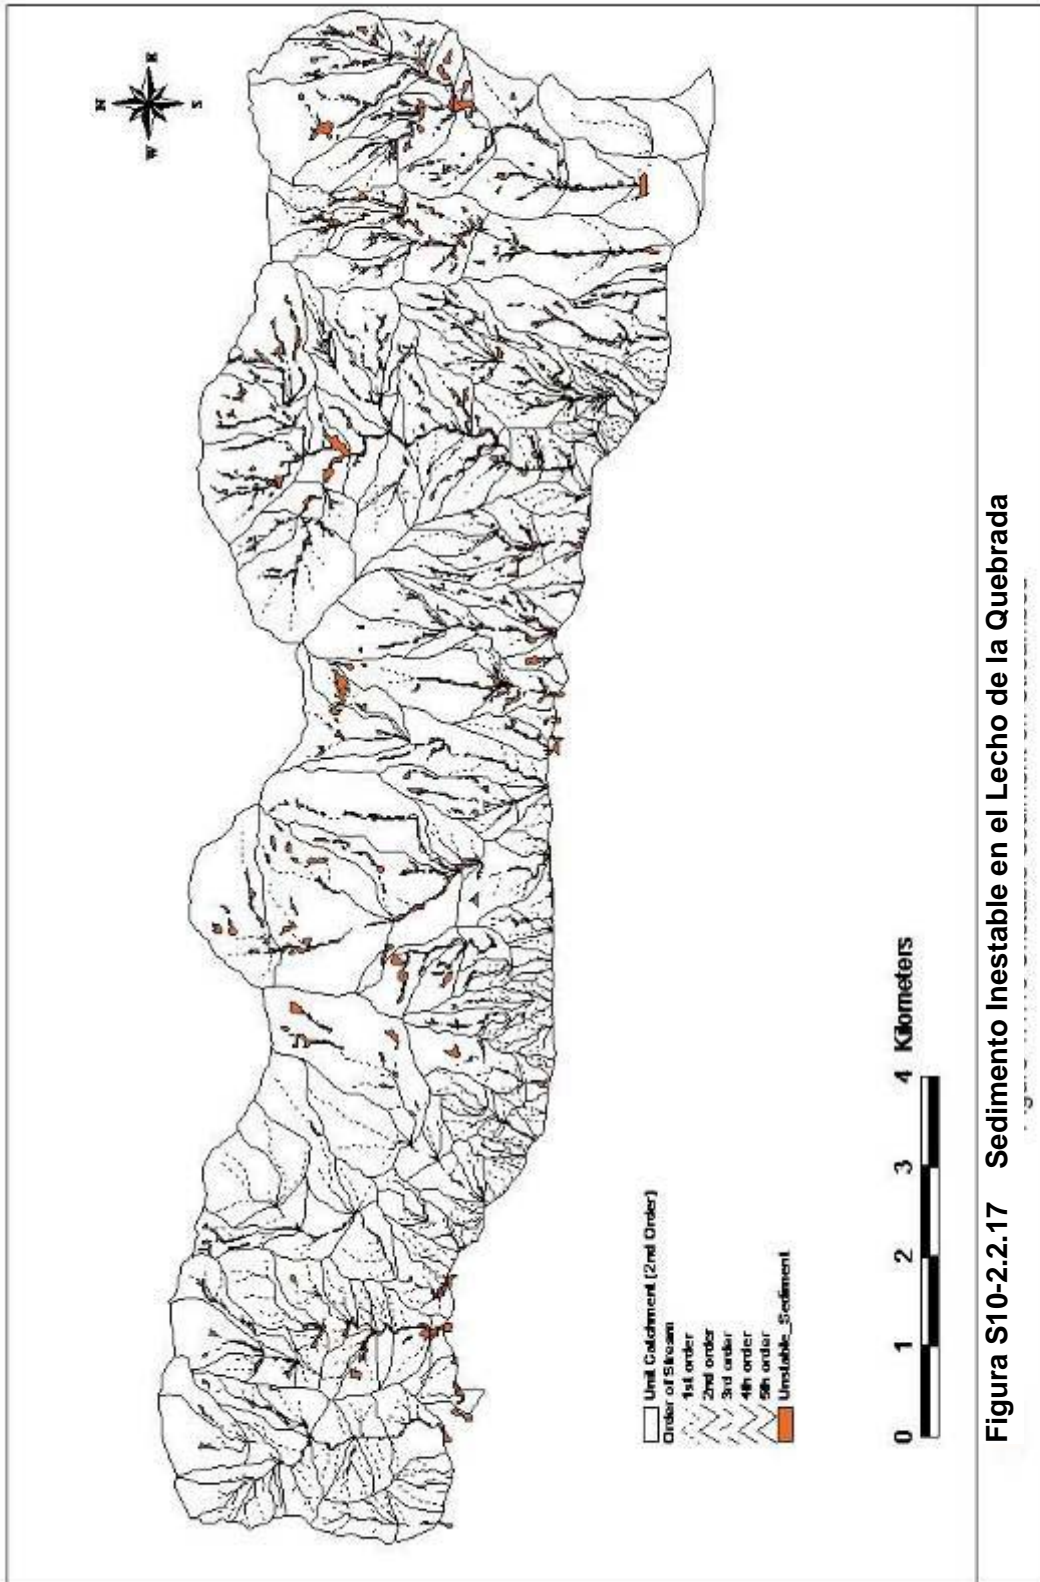 N
E
S
W
Unit Catchment (2nd Order)
Order of Stream
1st order
2nd order
3rd order
4th order
5th order
Unstable_Sediment
0 1 2 3 4 Kilometers
Figura S10-2.2.17 Sedimento Inestable en el Lecho de la Quebrada